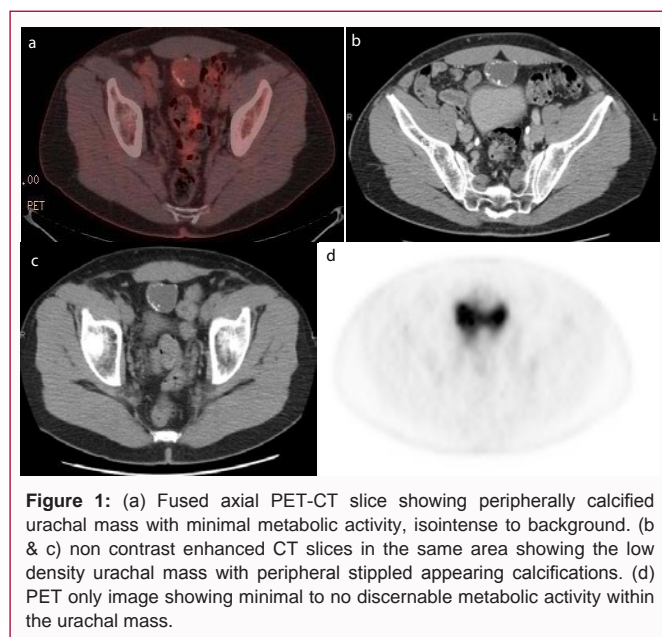 a
b
R
L
.00
PET
c
d
R
Figure 1: (a) Fused axial PET-CT slice showing peripherally calcified
urachal mass with minimal metabolic activity, isointense to background. (b
& c) non contrast enhanced CT slices in the same area showing the low
density urachal mass with peripheral stippled appearing calcifications. (d)
PET only image showing minimal to no discernable metabolic activity within
the urachal mass.